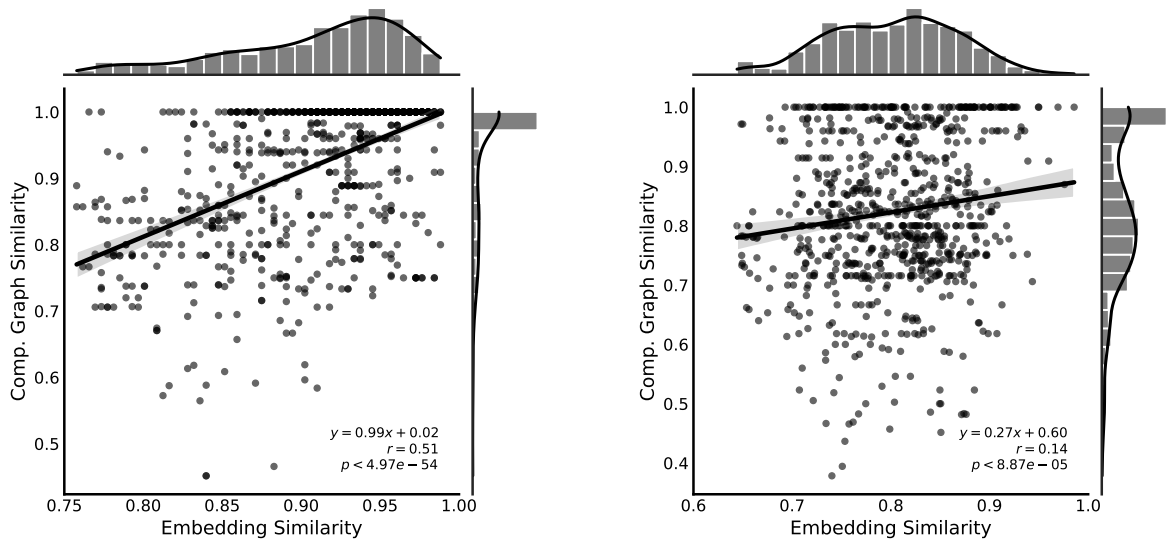 1.0
0.9
0.8
0.7
0.6
0.5
Comp. Graph Similarity
y = 0.99x + 0.02
r = 0.51
p < 4.97e − 54
0.75 0.80 0.85 0.90 0.95 1.00
Embedding Similarity
1.0
0.9
0.8
0.7
0.6
0.5
0.4
Comp. Graph Similarity
y = 0.27x + 0.60
r = 0.14
p < 8.87e − 05
0.6 0.7 0.8 0.9 1.0
Embedding Similarity